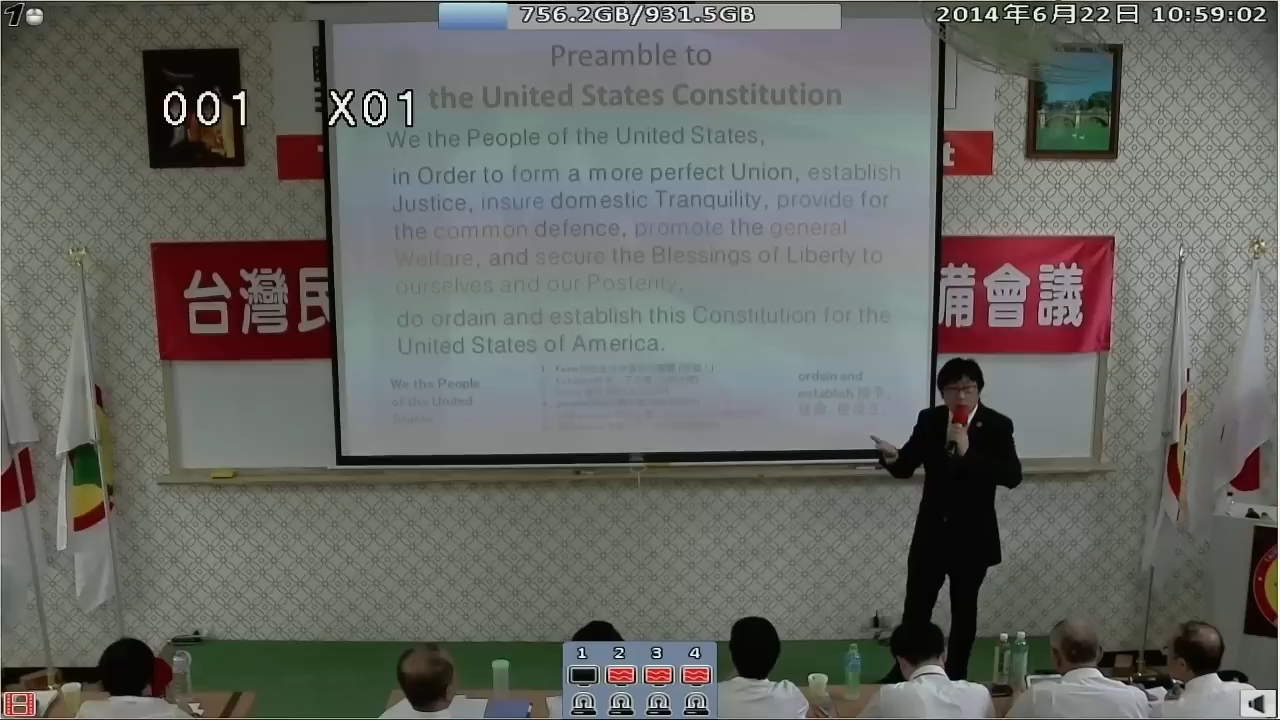 1
756.2GB/931.5GB
2014年6月22日 10:59:02
Preamble to
the United States Constitution
001 X01
We the People of the United States,
in Order to form a more perfect Union, establish
Justice, insure domestic Tranquility, provide for
the common defence, promote the general
Welfare, and secure the Blessings of Liberty to
ourselves and our Posterity,
do ordain and establish this Constitution for the
United States of America.
We the People
of the United
States
ordain and
establish
台灣民
備會議
1 2 3 4